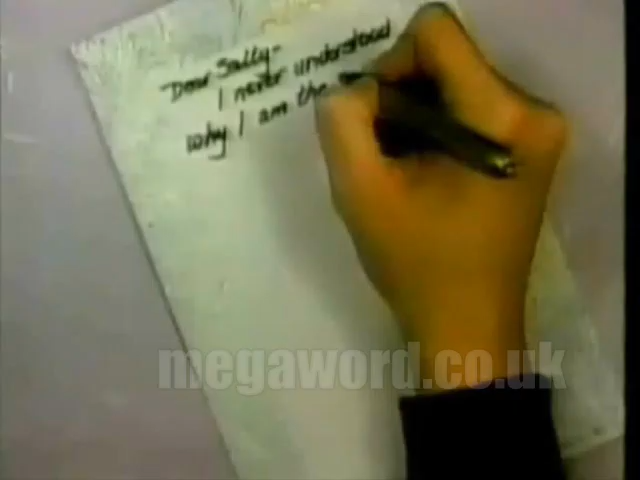 Dear Sally-
I never understood
why I am the
megaword.co.uk